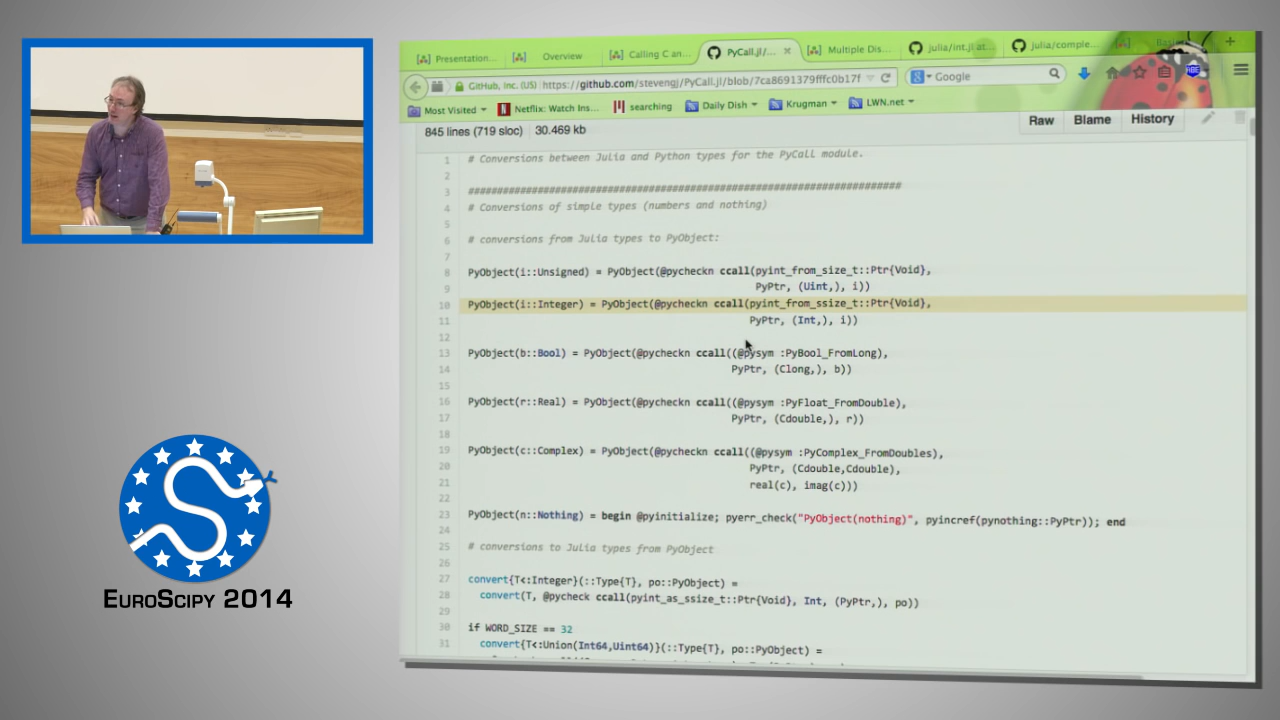 Presentation...
Overview
Calling C an...
PyCall.jl/...
Multiple Dis...
julia/int.jl at...
julia/comple...
GitHub, Inc. (US)
https://github.com/stevengj/PyCall.jl/blob/7ca8691379fffc0b17f
Google
Most Visited
Netflix: Watch Ins...
searching
Daily Dish
Krugman
LWN.net
845 lines (719 sloc) 30.469 kb
Raw Blame History
1 # Conversions between Julia and Python types for the PyCall module.
2
3 ############################################################################
4 # Conversions of simple types (numbers and nothing)
5
6 # conversions from Julia types to PyObject:
7
8 PyObject(i::Unsigned) = PyObject(@pycheckn ccall(pyint_from_size_t::Ptr{Void},
9 PyPtr, (Uint,), i))
10 PyObject(i::Integer) = PyObject(@pycheckn ccall(pyint_from_ssize_t::Ptr{Void},
11 PyPtr, (Int,), i))
12
13 PyObject(b::Bool) = PyObject(@pycheckn ccall((@pysym :PyBool_FromLong),
14 PyPtr, (Clong,), b))
15
16 PyObject(r::Real) = PyObject(@pycheckn ccall((@pysym :PyFloat_FromDouble),
17 PyPtr, (Cdouble,), r))
18
19 PyObject(c::Complex) = PyObject(@pycheckn ccall((@pysym :PyComplex_FromDoubles),
20 PyPtr, (Cdouble,Cdouble),
21 real(c), imag(c)))
22
23 PyObject(n::Nothing) = begin @pyinitialize; pyerr_check("PyObject(nothing)", pyincref(pynothing::PyPtr)); end
24
25 # conversions to Julia types from PyObject
26
27 convert{T<:Integer}(::Type{T}, po::PyObject) =
28 convert(T, @pycheck ccall(pyint_as_ssize_t::Ptr{Void}, Int, (PyPtr,), po))
29
30 if WORD_SIZE == 32
31 convert{T<:Union(Int64,Uint64)}(::Type{T}, po::PyObject) =
EUROSCIPY 2014